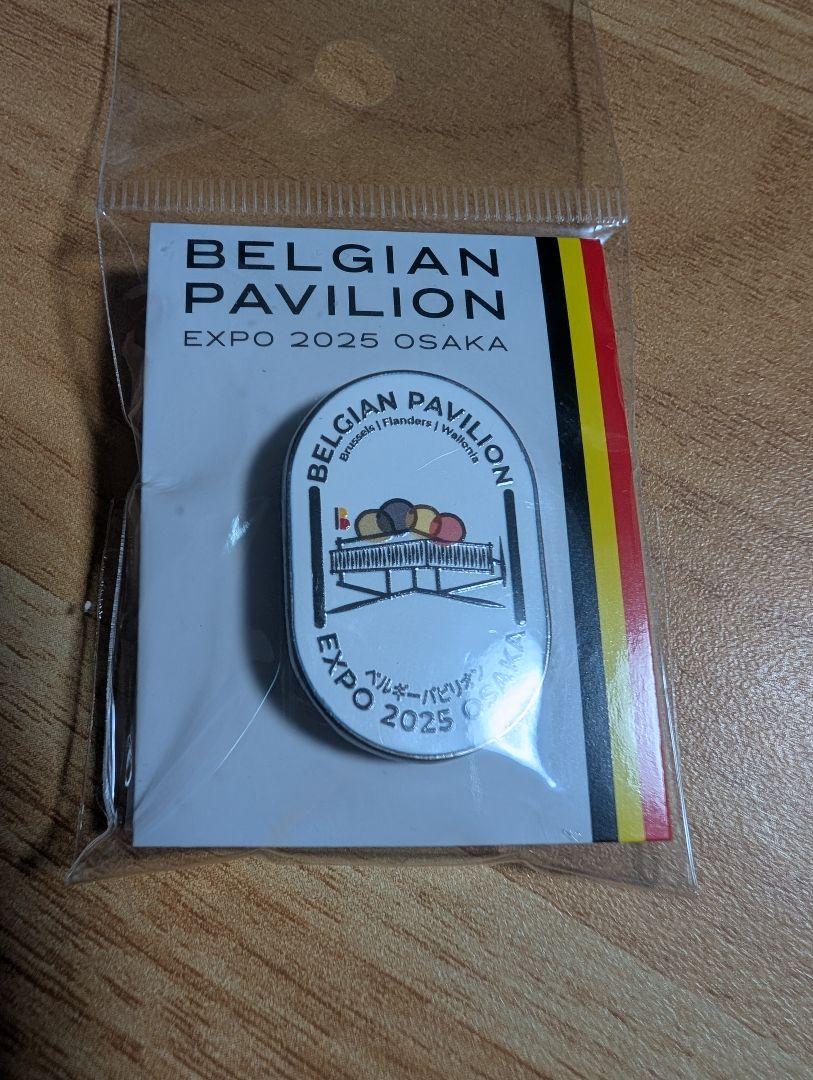 BELGIAN
PAVILION
EXPO 2025 OSAKA
BELGIAN PAVILION
Brussels | Flanders | Wallonia
B
ベルギーパビリオン
EXPO 2025 OSAKA